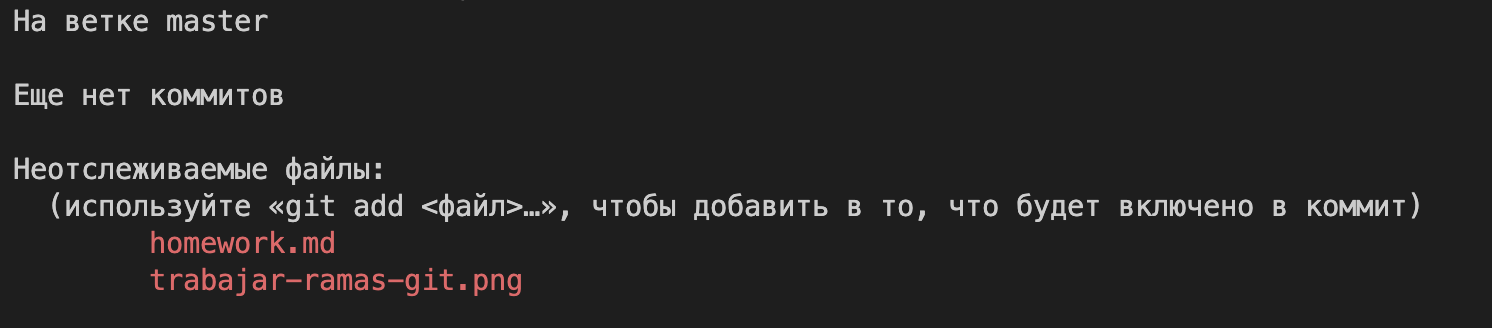 На ветке master
Еще нет коммитов
Неотслеживаемые файлы:
(используйте «git add <файл>…», чтобы добавить в то, что будет включено в коммит)
homework.md
trabajar-ramas-git.png